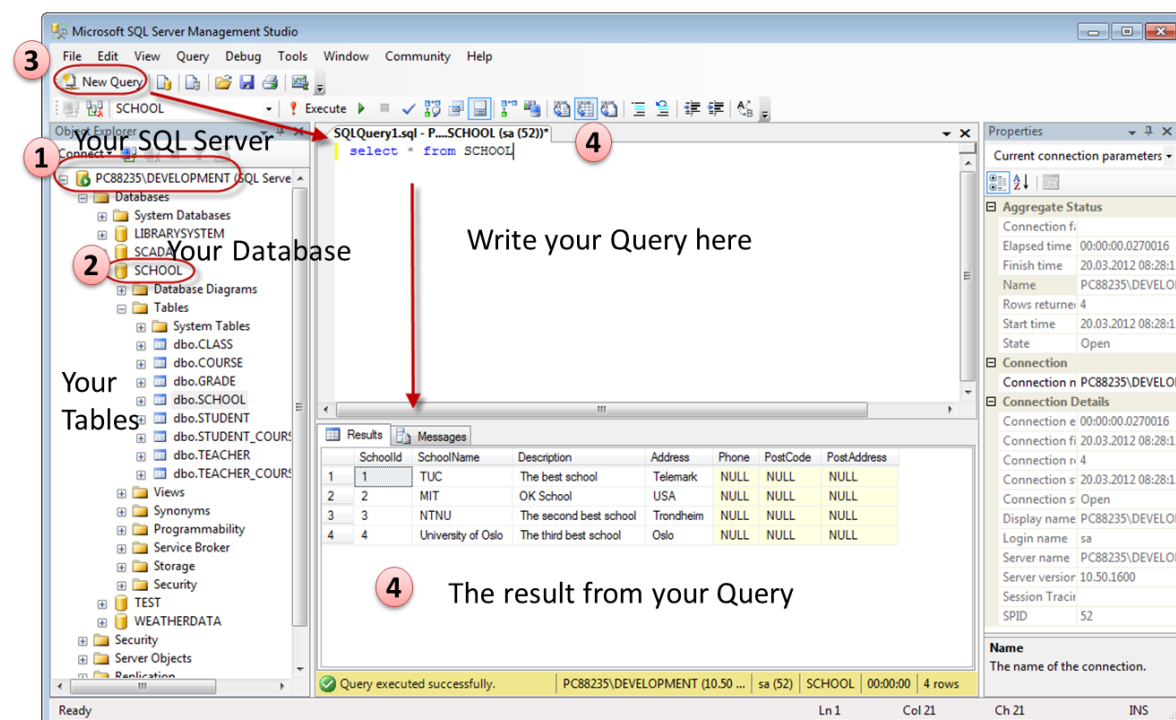 Microsoft SQL Server Management Studio
File Edit View Query Debug Tools Window Community Help
3
New Query
SCHOOL
Execute
Object Explorer
Your SQL Server
Connect
1
PC88235\DEVELOPMENT (SQL Serve
Databases
System Databases
LIBRARYSYSTEM
SCADA
Your Database
2
SCHOOL
Database Diagrams
Tables
System Tables
dbo.CLASS
dbo.COURSE
dbo.GRADE
dbo.SCHOOL
dbo.STUDENT
dbo.STUDENT_COURS
dbo.TEACHER
dbo.TEACHER_COURS
Your
Tables
Views
Synonyms
Programmability
Service Broker
Storage
Security
TEST
WEATHERDATA
Security
Server Objects
Replication
SQLQuery1.sql - P....SCHOOL (sa (52))*
4
select * from SCHOOL
Write your Query here
Results Messages
SchoolId SchoolName Description Address Phone PostCode PostAddress
1 1 TUC The best school Telemark NULL NULL NULL
2 2 MIT OK School USA NULL NULL NULL
3 3 NTNU The second best school Trondheim NULL NULL NULL
4 4 University of Oslo The third best school Oslo NULL NULL NULL
4
The result from your Query
Query executed successfully. PC88235\DEVELOPMENT (10.50 ... sa (52) SCHOOL 00:00:00 4 rows
Properties
Current connection parameters
Aggregate Status
Connection fa
Elapsed time 00:00:00.0270016
Finish time 20.03.2012 08:28:1
Name PC88235\DEVELO
Rows returne 4
Start time 20.03.2012 08:28:1
State Open
Connection
Connection n PC88235\DEVELO
Connection Details
Connection e 00:00:00.0270016
Connection fi 20.03.2012 08:28:1
Connection r 4
Connection s 20.03.2012 08:28:1
Connection s Open
Display name PC88235\DEVELO
Login name sa
Server name PC88235\DEVELO
Server version 10.50.1600
Session Tracin
SPID 52
Name
The name of the connection.
Ready Ln 1 Col 21 Ch 21 INS